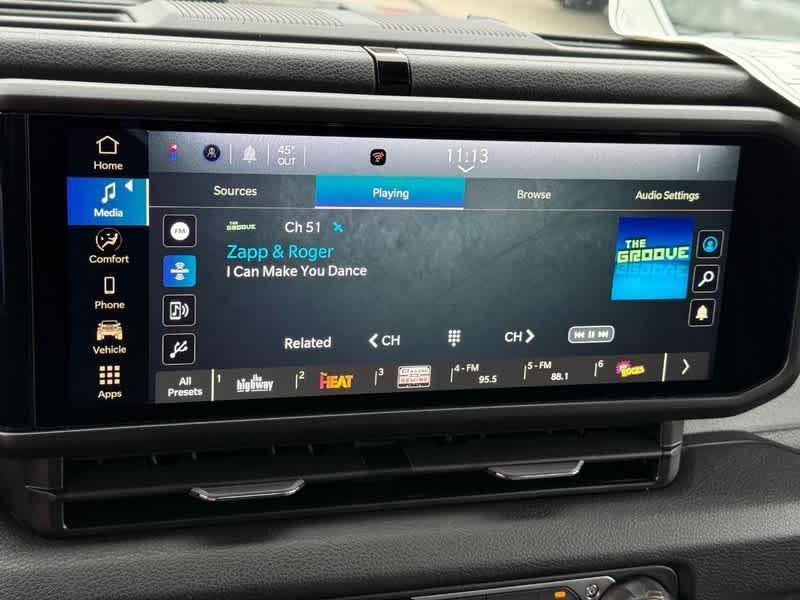 45°
OUT
11:13
Home
Media
Comfort
Phone
Vehicle
Apps
Sources
Playing
Browse
Audio Settings
FM
THE
GROOVE
Ch 51
Zapp & Roger
I Can Make You Dance
THE
GROOVE
Related
CH
CH
All
Presets
1 the highway
2 HEAT
3
4 - FM
95.5
5 - FM
88.1
6